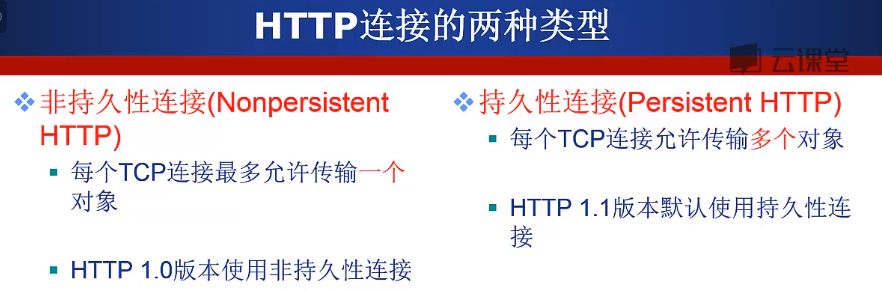 HTTP连接的两种类型
云课堂
非持久性连接(Nonpersistent
HTTP)
每个TCP连接最多允许传输一个
对象
HTTP 1.0版本使用非持久性连接
持久性连接(Persistent HTTP)
每个TCP连接允许传输多个对象
HTTP 1.1版本默认使用持久性连
接